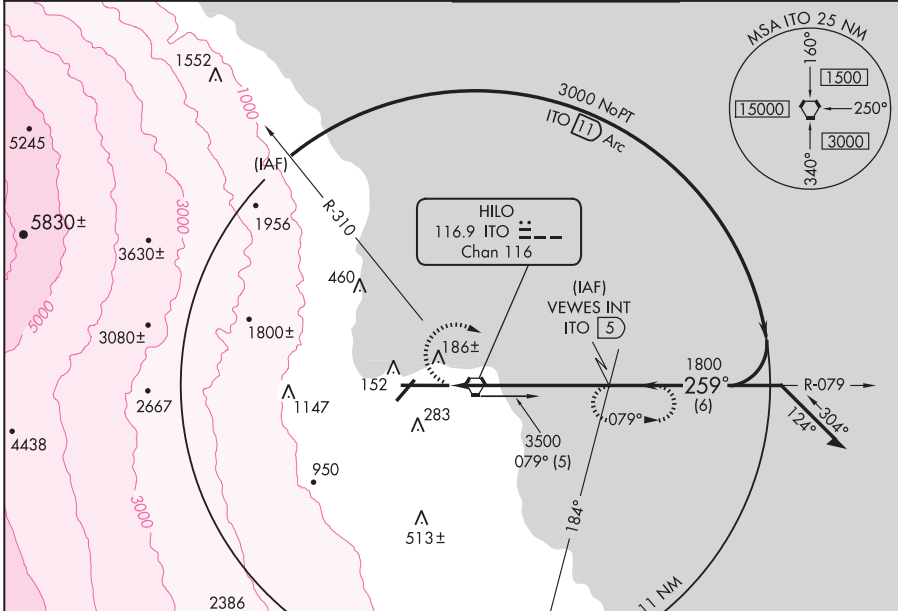 MSA ITO 25 NM
160°
1500
15000
250°
3000
340°
1552
1000
3000 NoPT
ITO 11 Arc
5245
(IAF)
R-310
HILO
116.9 ITO
Chan 116
5830±
3000
1956
3630±
460
(IAF)
VEWES INT
ITO 5
5000
3080±
1800±
186±
1800
259°
(6)
R-079
152
2667
1147
283
079°
304°
124°
4438
3500
079° (5)
950
3000
184°
513±
2386
11 NM